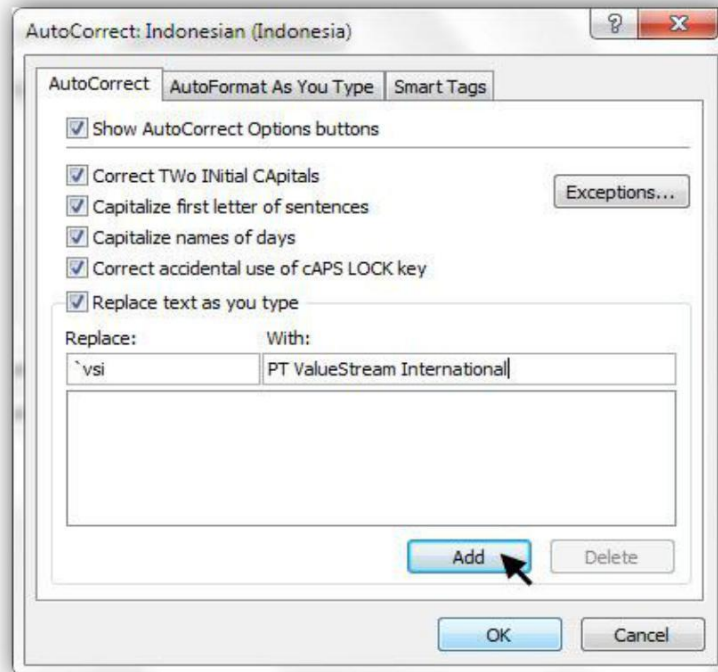 AutoCorrect: Indonesian (Indonesia)
AutoCorrect AutoFormat As You Type Smart Tags
Show AutoCorrect Options buttons
Correct TWo INitial CApitals
Exceptions...
Capitalize first letter of sentences
Capitalize names of days
Correct accidental use of cAPS LOCK key
Replace text as you type
Replace: With:
`vsi PT ValueStream International
Add Delete
OK Cancel